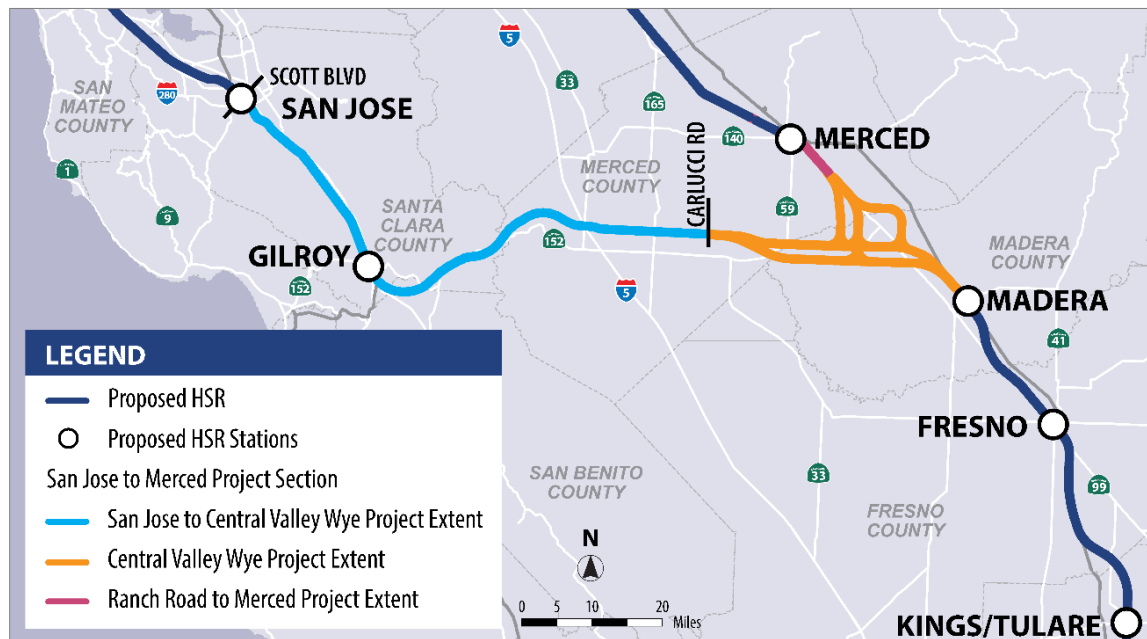 SCOTT BLVD
SAN JOSE
SAN
MATEO
COUNTY
280
1
9
5
33
165
140
MERCED
MERCED
COUNTY
CARLUCCI RD
59
SANTA
CLARA
COUNTY
GILROY
152
152
5
MADERA
COUNTY
MADERA
41
FRESNO
33
99
SAN BENITO
COUNTY
FRESNO
COUNTY
KINGS/TULARE
LEGEND
Proposed HSR
Proposed HSR Stations
San Jose to Merced Project Section
San Jose to Central Valley Wye Project Extent
Central Valley Wye Project Extent
Ranch Road to Merced Project Extent
N
0 5 10 20
Miles